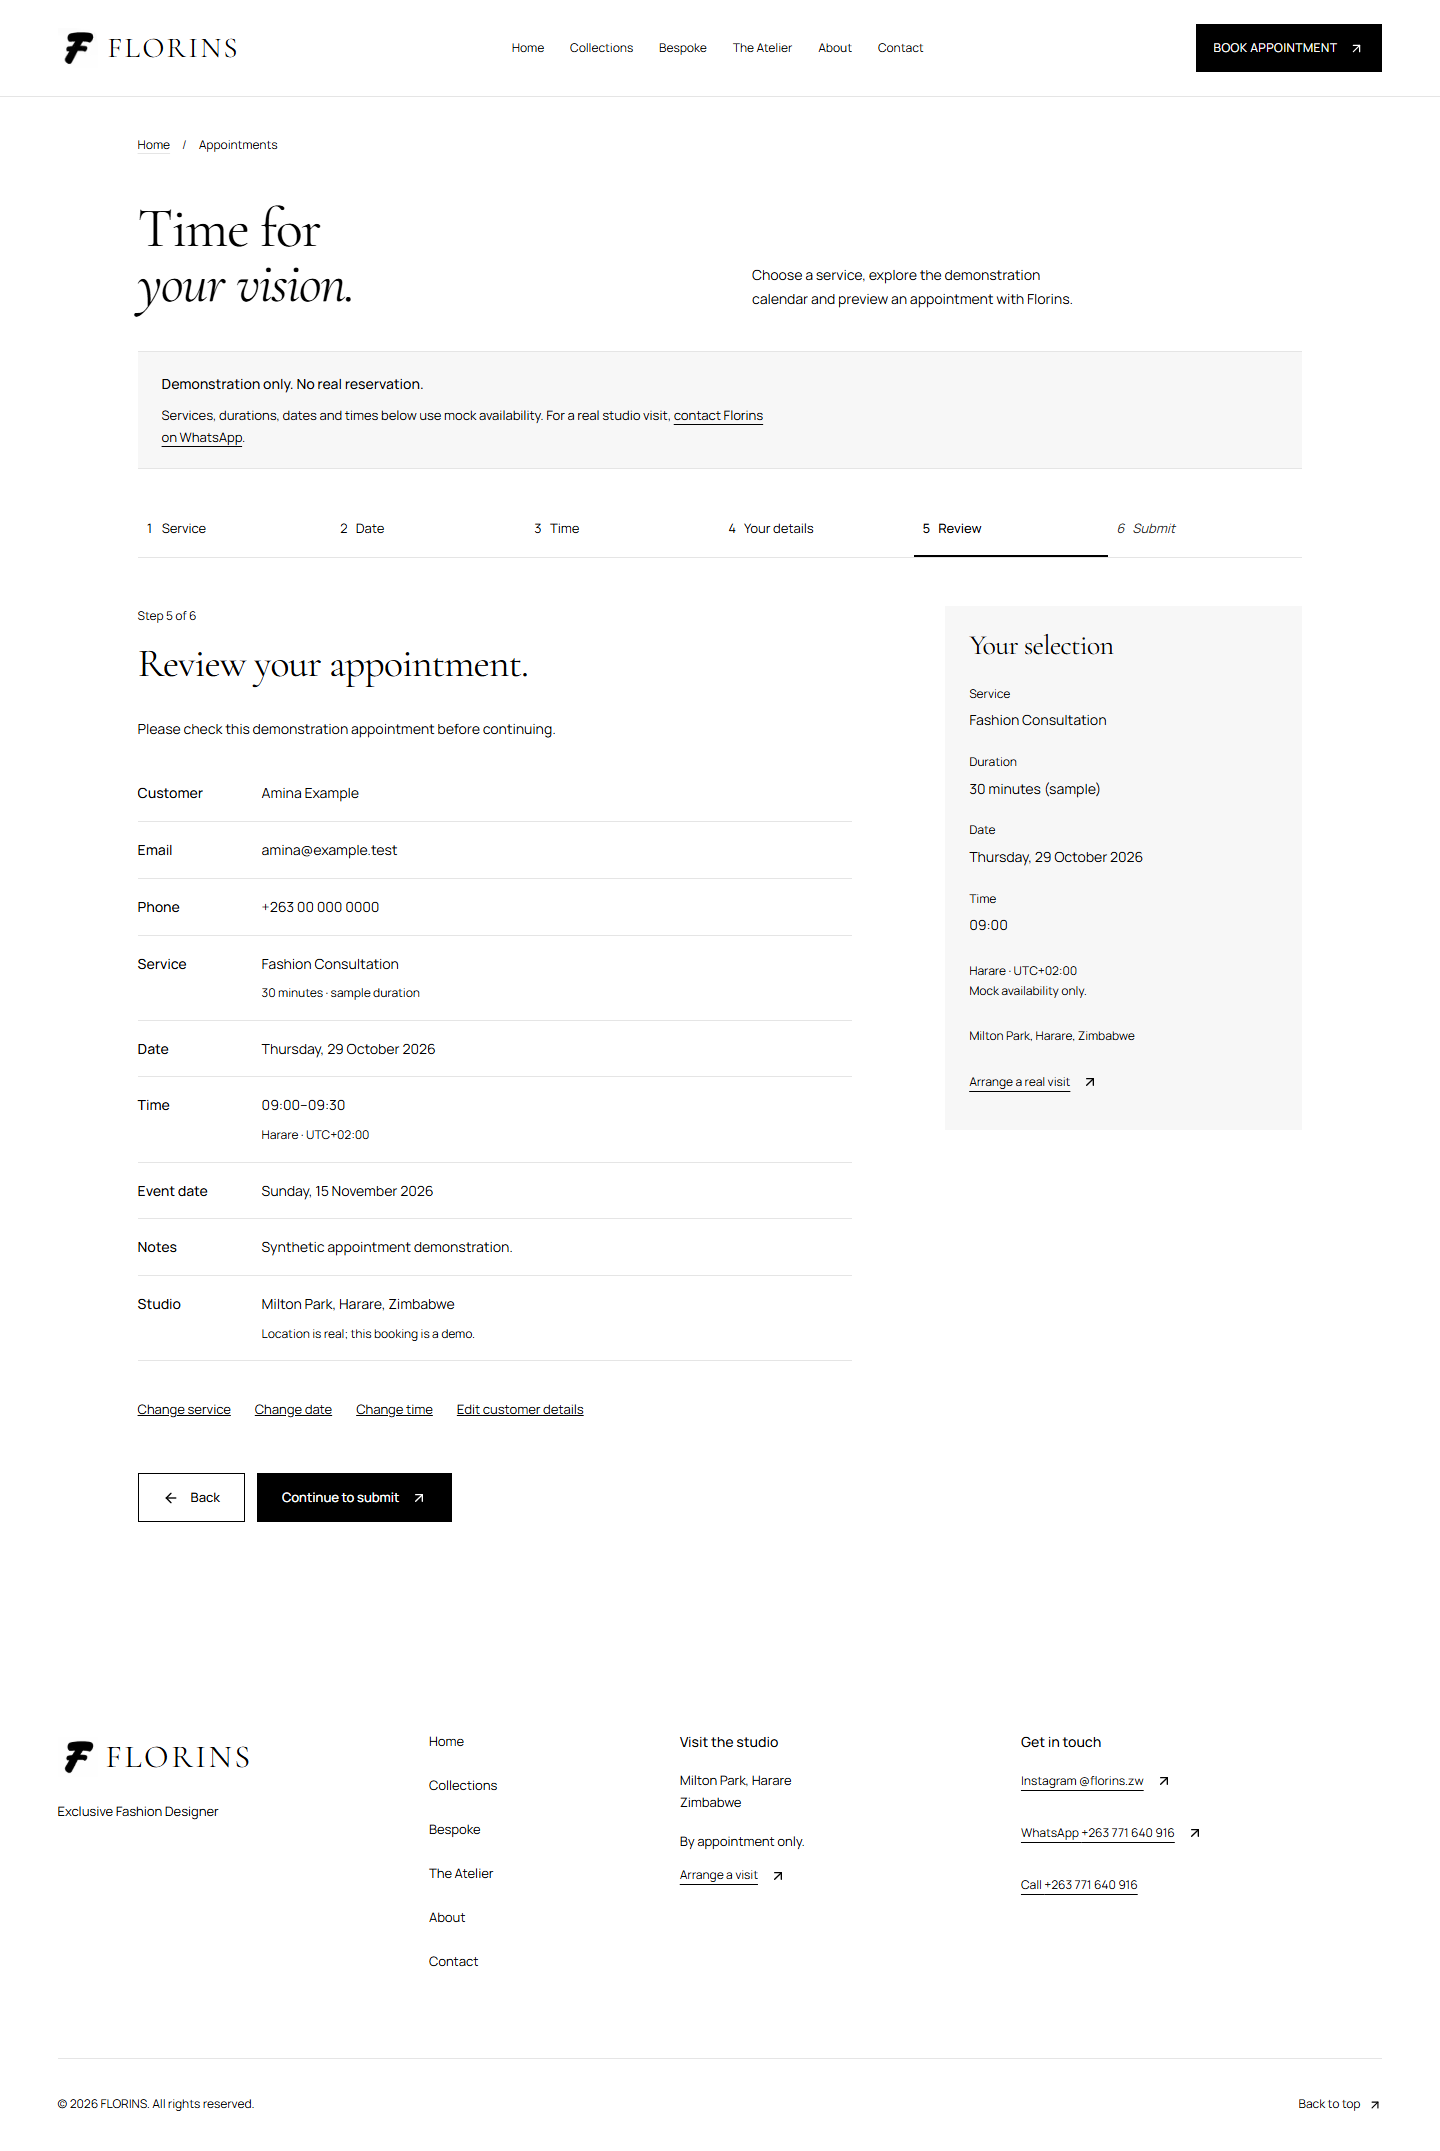 F FLORINS
Home Collections Bespoke The Atelier About Contact
BOOK APPOINTMENT
Home / Appointments
Time for
your vision.
Choose a service, explore the demonstration
calendar and preview an appointment with Florins.
Demonstration only. No real reservation.
Services, durations, dates and times below use mock availability. For a real studio visit, contact Florins
on WhatsApp.
1 Service 2 Date 3 Time 4 Your details 5 Review 6 Submit
Step 5 of 6
Review your appointment.
Please check this demonstration appointment before continuing.
Customer Amina Example
Email amina@example.test
Phone +263 00 000 0000
Service Fashion Consultation
30 minutes · sample duration
Date Thursday, 29 October 2026
Time 09:00–09:30
Harare · UTC+02:00
Event date Sunday, 15 November 2026
Notes Synthetic appointment demonstration.
Studio Milton Park, Harare, Zimbabwe
Location is real; this booking is a demo.
Change service Change date Change time Edit customer details
Back Continue to submit
Your selection
Service
Fashion Consultation
Duration
30 minutes (sample)
Date
Thursday, 29 October 2026
Time
09:00
Harare · UTC+02:00
Mock availability only.
Milton Park, Harare, Zimbabwe
Arrange a real visit
F FLORINS
Exclusive Fashion Designer
Home
Collections
Bespoke
The Atelier
About
Contact
Visit the studio
Milton Park, Harare
Zimbabwe
By appointment only.
Arrange a visit
Get in touch
Instagram @florins.zw
WhatsApp +263 771 640 916
Call +263 771 640 916
© 2026 FLORINS. All rights reserved.
Back to top